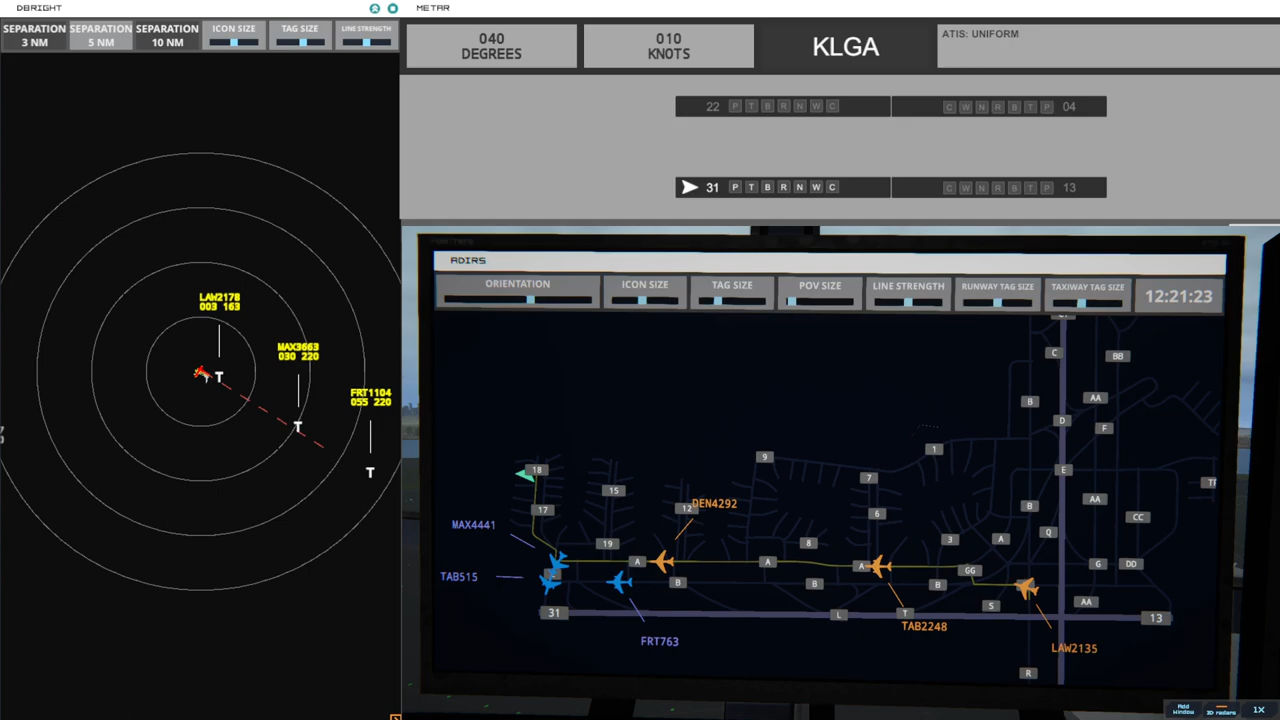 DBRIGHT
METAR
SEPARATION
3 NM
SEPARATION
5 NM
SEPARATION
10 NM
ICON SIZE
TAG SIZE
LINE STRENGTH
040
DEGREES
010
KNOTS
KLGA
ATIS: UNIFORM
22 P T B R N W C
C W N R B T P 04
31 P T B R N W C
C W N R B T P 13
LAW2178
003 163
T
MAX3663
030 220
T
FRT1104
055 220
T
ADIRS
ORIENTATION
ICON SIZE
TAG SIZE
POV SIZE
LINE STRENGTH
RUNWAY TAG SIZE
TAXIWAY TAG SIZE
12:21:23
C
BB
B
AA
D
F
1
9
18
E
7
15
AA
DEN4292
12
17
B
6
CC
MAX4441
Q
19
8
3
A
A
A
A
GG
G
DD
TAB515
B
B
B
FRT763
31
L
T
S
AA
13
TAB2248
LAW2135
R
Add
Window
3D radars
1X